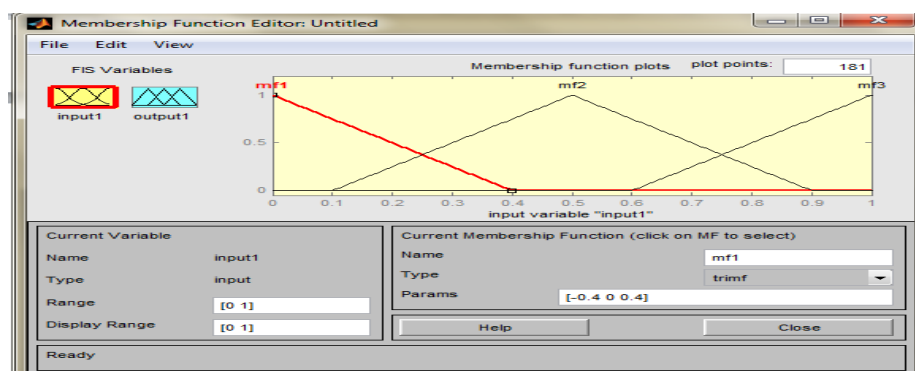 Membership Function Editor: Untitled
File Edit View
FIS Variables
input1 output1
Membership function plots plot points: 181
mf1 mf2 mf3
1
0.5
0
0 0.1 0.2 0.3 0.4 0.5 0.6 0.7 0.8 0.9 1
input variable "input1"
Current Variable
Name input1
Type input
Range [0 1]
Display Range [0 1]
Current Membership Function (click on MF to select)
Name mf1
Type trimf
Params [-0.4 0 0.4]
Help Close
Ready